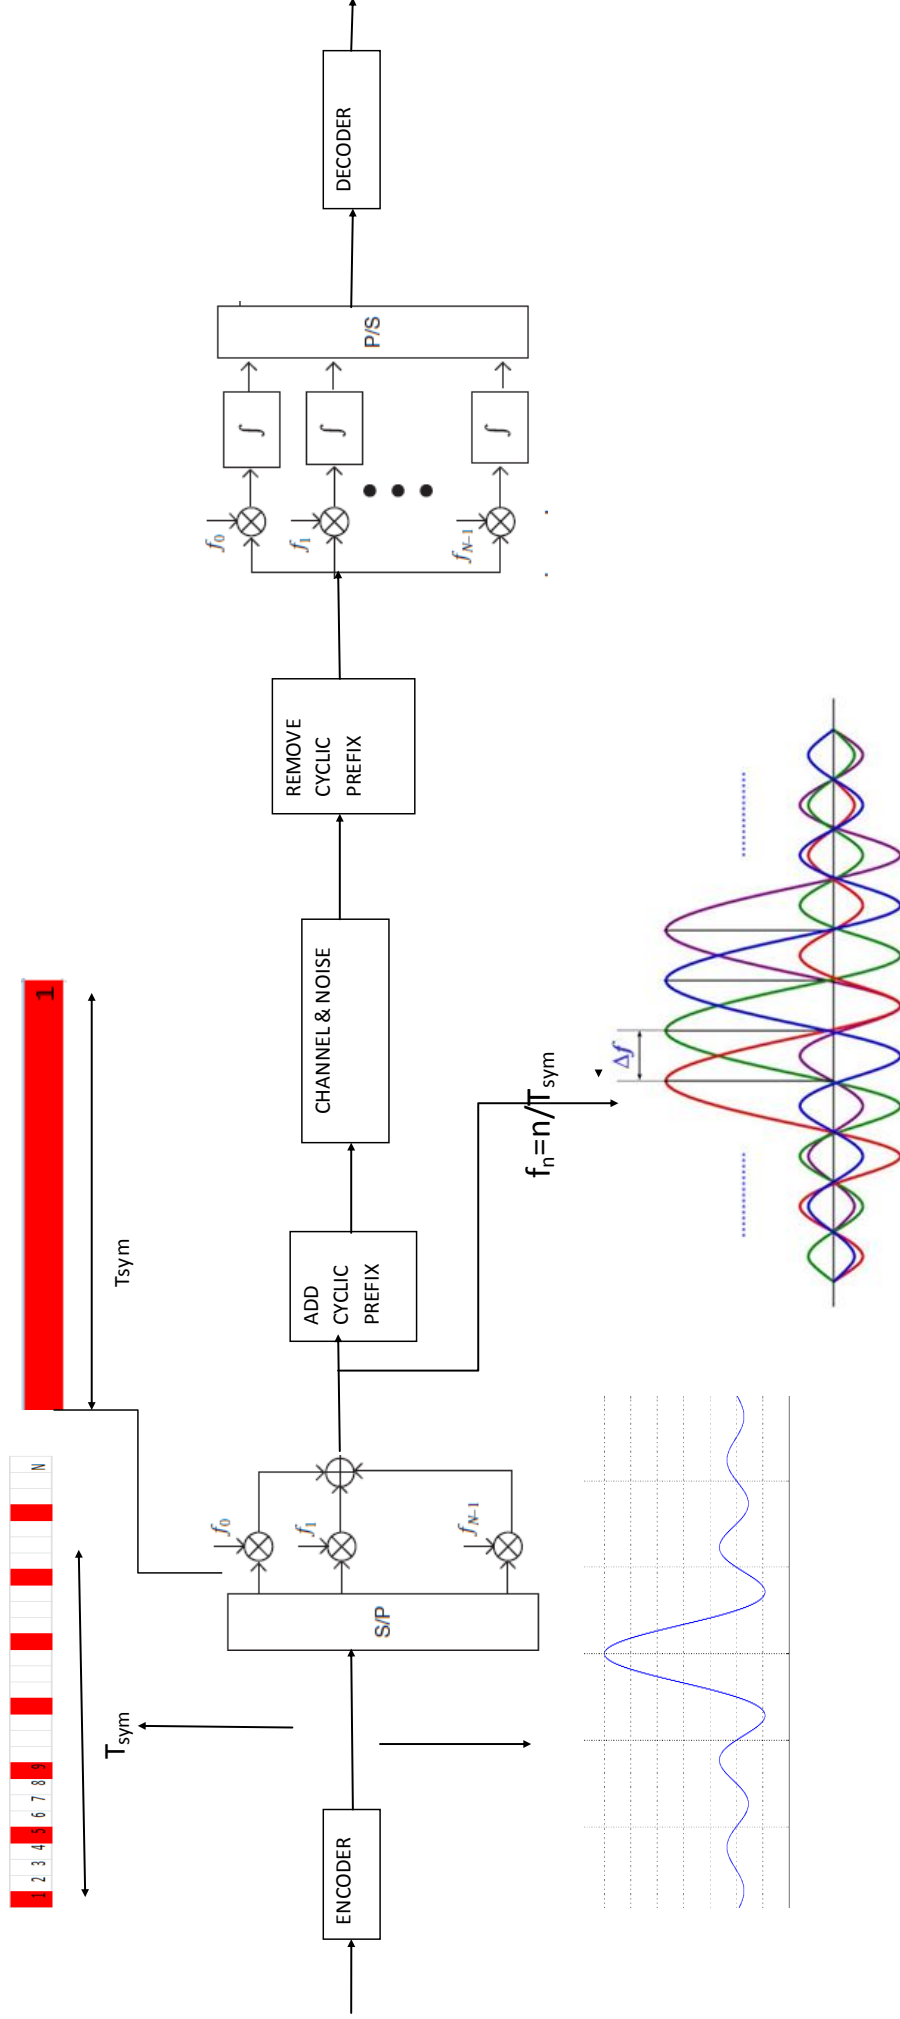 1 2 3 4 5 6 7 8 9 N
1
Tsym
Tsym
ENCODER
S/P
f0
f1
fN−1
ADD
CYCLIC
PREFIX
CHANNEL & NOISE
REMOVE
CYCLIC
PREFIX
f0
f1
fN−1
∫
∫
∫
P/S
DECODER
fn=n/Tsym
Δf